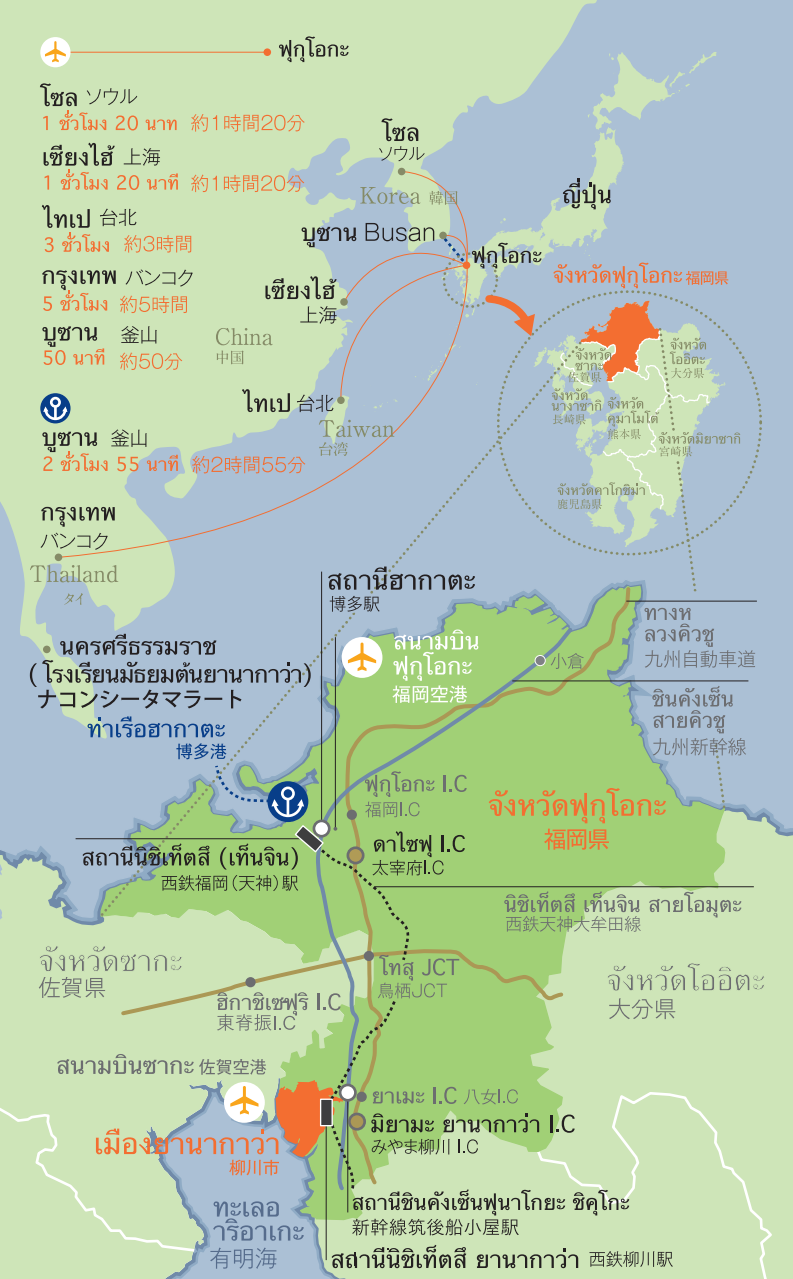 ฟุกุโอกะ
โซล ソウル
1 ชั่วโมง 20 นาที 約1時間20分
เซี่ยงไฮ้ 上海
1 ชั่วโมง 20 นาที 約1時間20分
ไทเป 台北
3 ชั่วโมง 約3時間
กรุงเทพ バンコク
5 ชั่วโมง 約5時間
บูซาน 釜山
50 นาที 約50分
บูซาน 釜山
2 ชั่วโมง 55 นาที 約2時間55分
กรุงเทพ
バンコク
Thailand
タイ
โซล
ソウル
Korea 韓国
บูซาน Busan
ฟุกุโอกะ
ญี่ปุ่น
เซี่ยงไฮ้
上海
China
中国
ไทเป 台北
Taiwan
台湾
จังหวัดฟุกุโอกะ 福岡県
จังหวัด
ซากะ
佐賀県
จังหวัด
โออิตะ
大分県
จังหวัด
นางาซากิ
長崎県
จังหวัด
คุมาโมโต้
熊本県
จังหวัดมิยาซากิ
宮崎県
จังหวัดคาโกชิม่า
鹿児島県
นครศรีธรรมราช
( โรงเรียนมัธยมต้นยานากาว่า)
ナコンシータマラート
สถานีฮากาตะ
博多駅
สนามบิน
ฟุกุโอกะ
福岡空港
小倉
ทางห
ลวงคิวชู
九州自動車道
ชินคังเซ็น
สายคิวชู
九州新幹線
ท่าเรือฮากาตะ
博多港
ฟุกุโอกะ I.C
福岡I.C
จังหวัดฟุกุโอกะ
福岡県
สถานีนิชิเท็ตสึ (เท็นจิน)
西鉄福岡(天神)駅
ดาไซฟุ I.C
太宰府I.C
นิชิเท็ตสึ เท็นจิน สายโอมุตะ
西鉄天神大牟田線
จังหวัดซากะ
佐賀県
โทสุ JCT
鳥栖JCT
จังหวัดโออิตะ
大分県
ฮิกาชิเซฟุริ I.C
東脊振I.C
สนามบินซากะ 佐賀空港
ยาเมะ I.C 八女I.C
มิยามะ ยานากาว่า I.C
みやま柳川 I.C
เมืองยานากาว่า
柳川市
ทะเลอ
าริอาเกะ
有明海
สถานีชินคังเซ็นฟุนาโกยะ ชิคุโกะ
新幹線筑後船小屋駅
สถานีนิชิเท็ตสึ ยานากาว่า 西鉄柳川駅